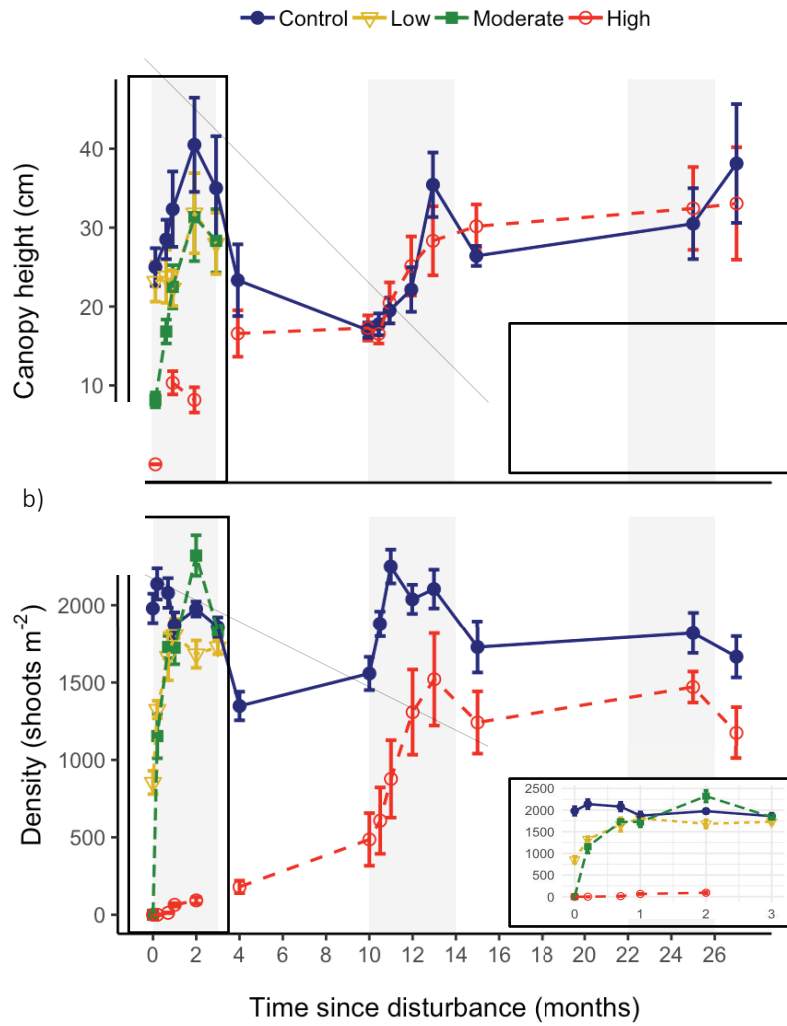 Control Low Moderate High
Canopy height (cm)
40
30
20
10
b)
Density (shoots m-2)
2000
1500
1000
500
0
2500
2000
1500
1000
500
0
0 1 2 3
0 2 4 6 8 10 12 14 16 18 20 22 24 26
Time since disturbance (months)